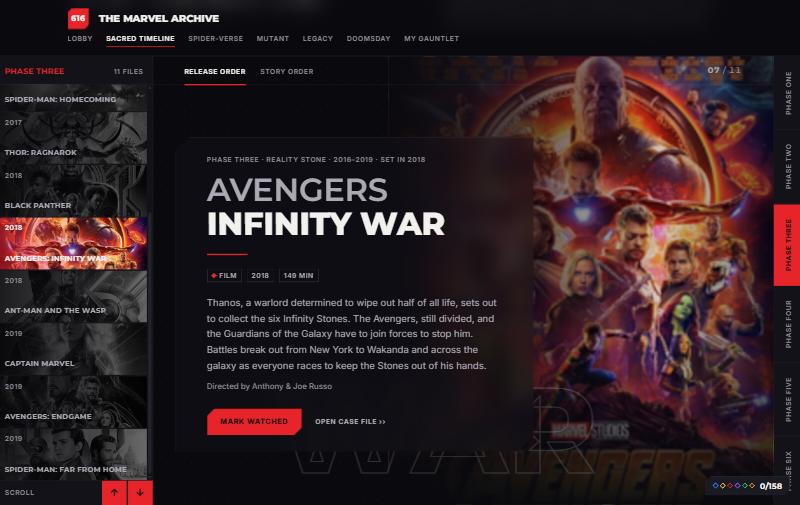 616 THE MARVEL ARCHIVE
LOBBY SACRED TIMELINE SPIDER-VERSE MUTANT LEGACY DOOMSDAY MY GAUNTLET
PHASE THREE 11 FILES
SPIDER-MAN: HOMECOMING
2017
THOR: RAGNAROK
2018
BLACK PANTHER
2018
AVENGERS: INFINITY WAR
2018
ANT-MAN AND THE WASP
2019
CAPTAIN MARVEL
2019
AVENGERS: ENDGAME
2019
SPIDER-MAN: FAR FROM HOME
SCROLL ↑ ↓
RELEASE ORDER STORY ORDER
07 / 11
PHASE THREE · REALITY STONE · 2016–2019 · SET IN 2018
AVENGERS
INFINITY WAR
FILM 2018 149 MIN
Thanos, a warlord determined to wipe out half of all life, sets out
to collect the six Infinity Stones. The Avengers, still divided, and
the Guardians of the Galaxy have to join forces to stop him.
Battles break out from New York to Wakanda and across the
galaxy as everyone races to keep the Stones out of his hands.
Directed by Anthony & Joe Russo
MARK WATCHED OPEN CASE FILE ››
WAR
MARVEL STUDIOS
AVENGERS
PHASE ONE
PHASE TWO
PHASE THREE
PHASE FOUR
PHASE FIVE
SIX
0/158